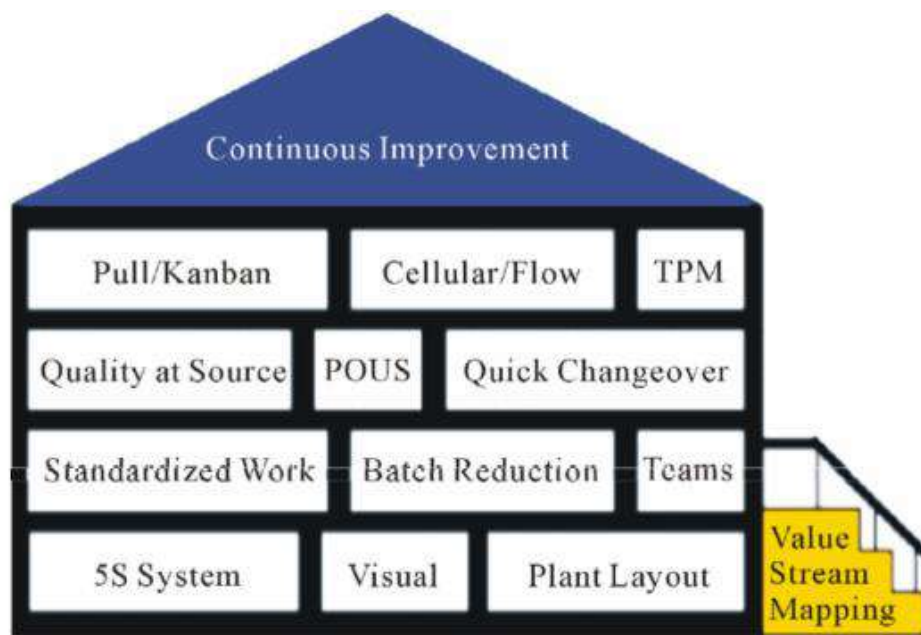 Continuous Improvement
Pull/Kanban Cellular/Flow TPM
Quality at Source POUS Quick Changeover
Standardized Work Batch Reduction Teams
5S System Visual Plant Layout
Value
Stream
Mapping